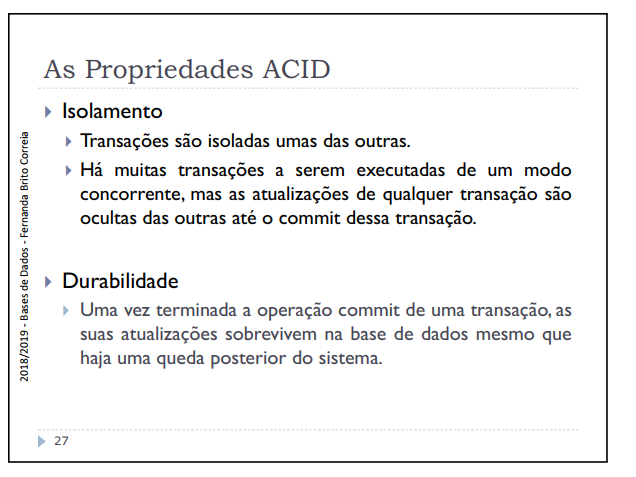 As Propriedades ACID
Isolamento
Transações são isoladas umas das outras.
Há muitas transações a serem executadas de um modo
concorrente, mas as atualizações de qualquer transação são
ocultas das outras até o commit dessa transação.
Durabilidade
Uma vez terminada a operação commit de uma transação, as
suas atualizações sobrevivem na base de dados mesmo que
haja uma queda posterior do sistema.
2018/2019 - Bases de Dados - Fernanda Brito Correia
27